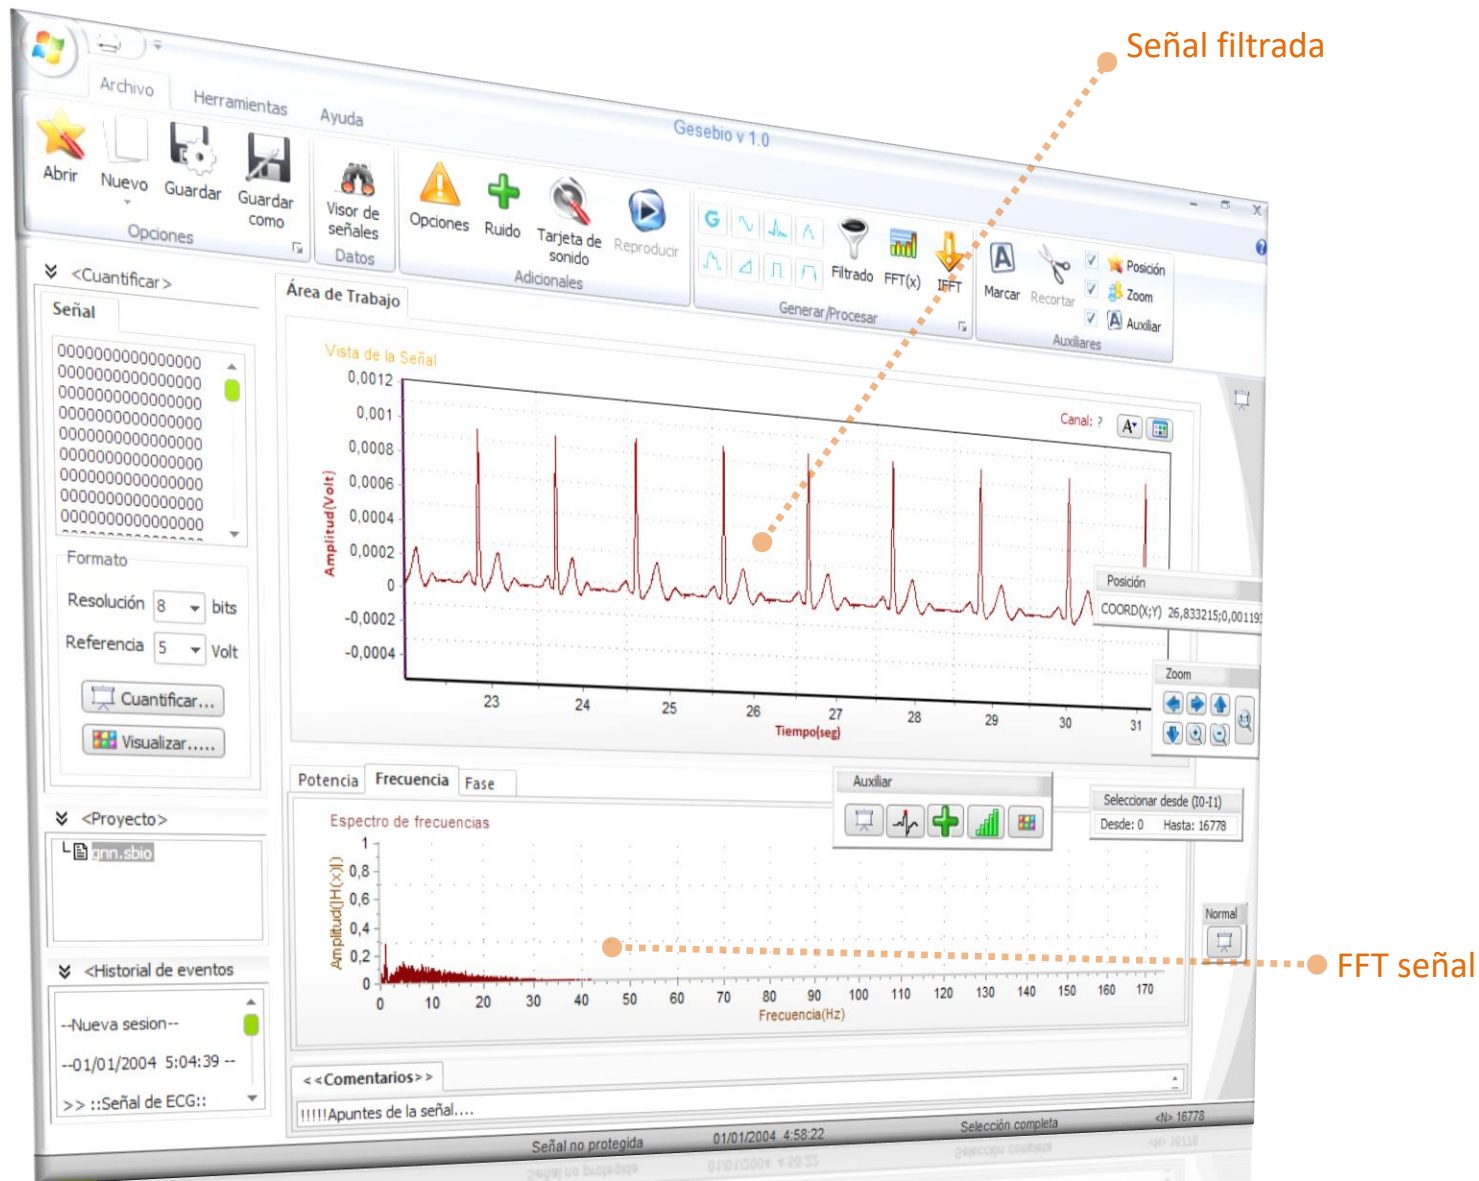 Señal filtrada
Gesebio v 1.0
Archivo
Herramientas
Ayuda
Abrir
Nuevo
Guardar
Guardar
como
Opciones
Visor de
señales
Datos
Opciones
Ruido
Tarjeta de
sonido
Reproducir
Adicionales
Filtrado
FFT(x)
IFFT
Generar/Procesar
Marcar
Recortar
Posición
Zoom
Auxiliar
Auxiliares
<Cuantificar>
Señal
0000000000000000
0000000000000000
0000000000000000
0000000000000000
0000000000000000
0000000000000000
0000000000000000
0000000000000000
0000000000000000
Formato
Resolución 8 bits
Referencia 5 Volt
Cuantificar...
Visualizar.....
<Proyecto>
gnn.sbio
<Historial de eventos
--Nueva sesion--
--01/01/2004 5:04:39 --
>> ::Señal de ECG::
Área de Trabajo
Vista de la Señal
Canal: ?
0,0012
0,001
0,0008
0,0006
0,0004
0,0002
0
-0,0002
-0,0004
Amplitud(Volt)
23 24 25 26 27 28 29 30 31
Tiempo(seg)
Posición
COORD(X;Y) 26,833215;0,001193
Zoom
1:1
Potencia
Frecuencia
Fase
Auxiliar
Seleccionar desde (I0-I1)
Desde: 0 Hasta: 16778
Espectro de frecuencias
1
0,8
0,6
0,4
0,2
0
Amplitud(|H(x)|)
0 10 20 30 40 50 60 70 80 90 100 110 120 130 140 150 160 170
Frecuencia(Hz)
Normal
FFT señal
<<Comentarios>>
!!!!!Apuntes de la señal....
Señal no protegida
01/01/2004 4:58:22
Selección completa
<N> 16778